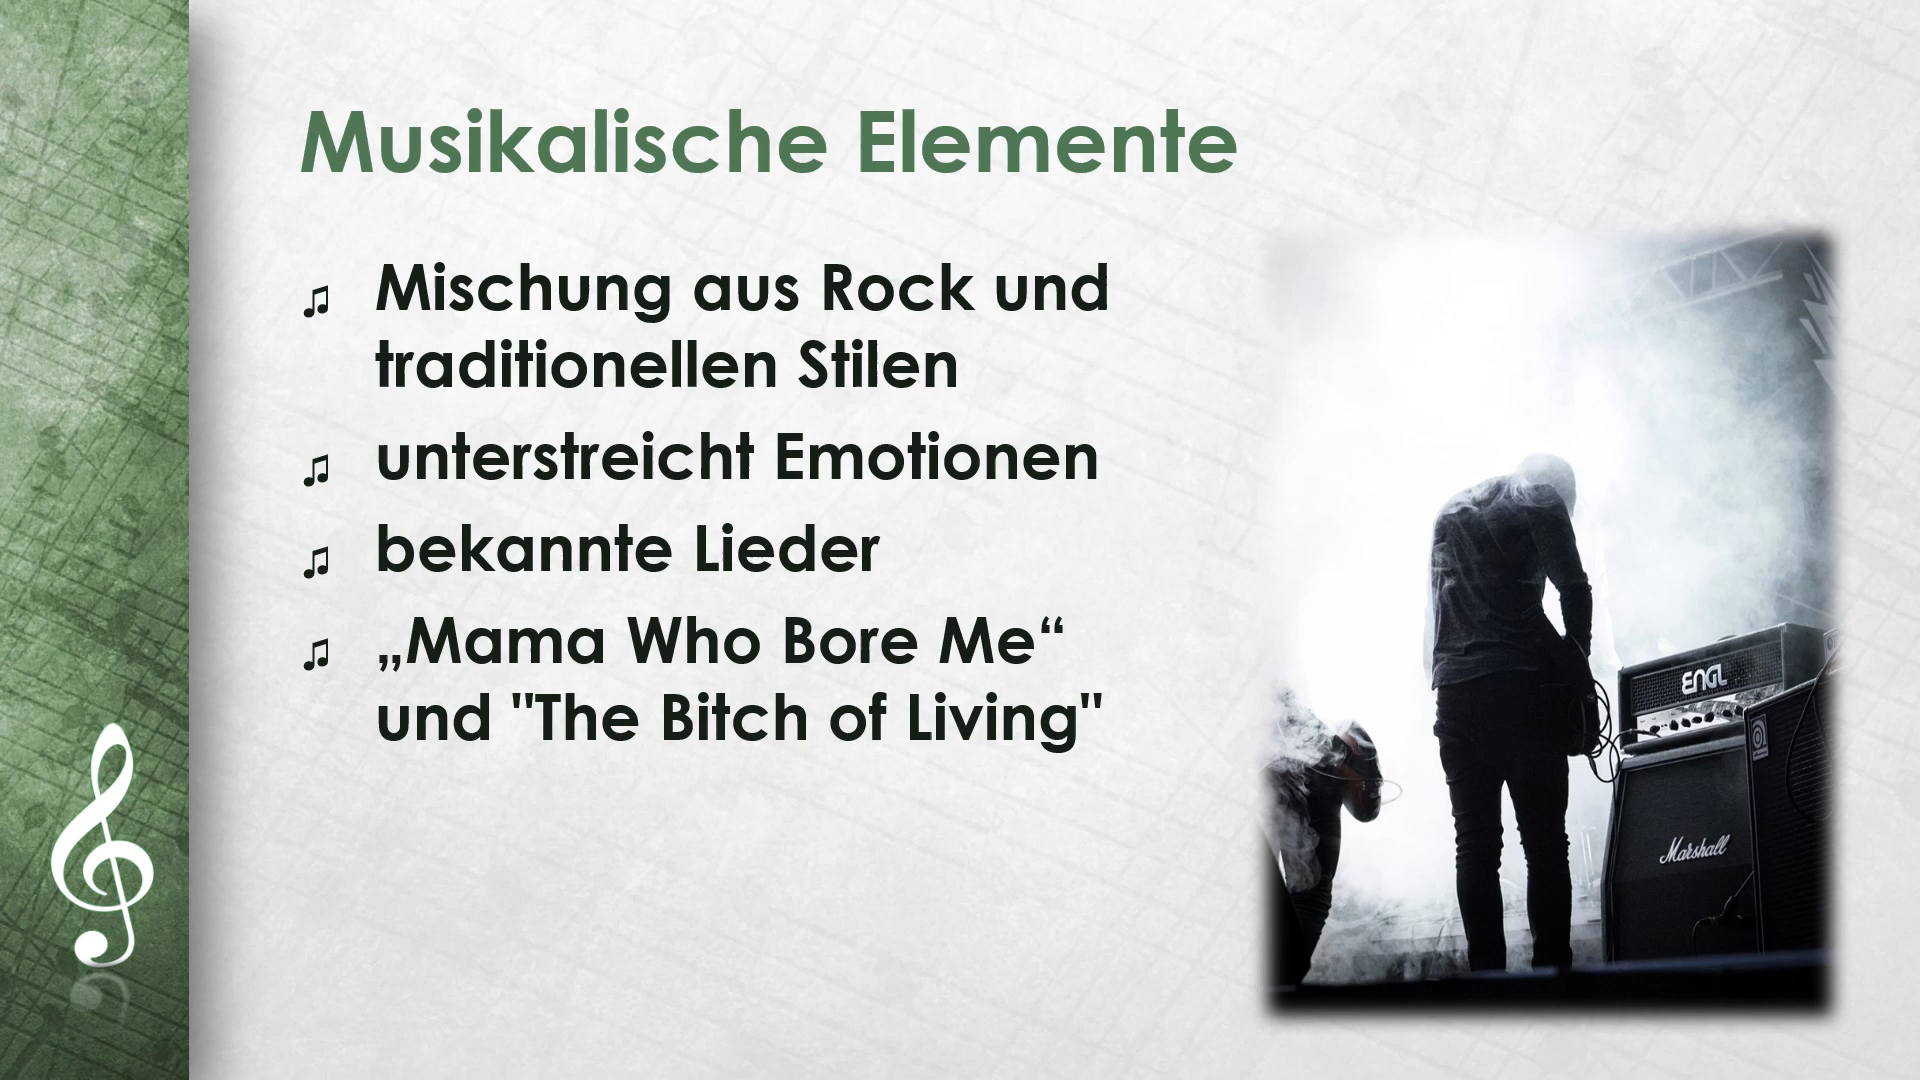 Musikalische Elemente
♫ Mischung aus Rock und
traditionellen Stilen
♫ unterstreicht Emotionen
♫ bekannte Lieder
♫ „Mama Who Bore Me“
und "The Bitch of Living"
ENGL
Marshall